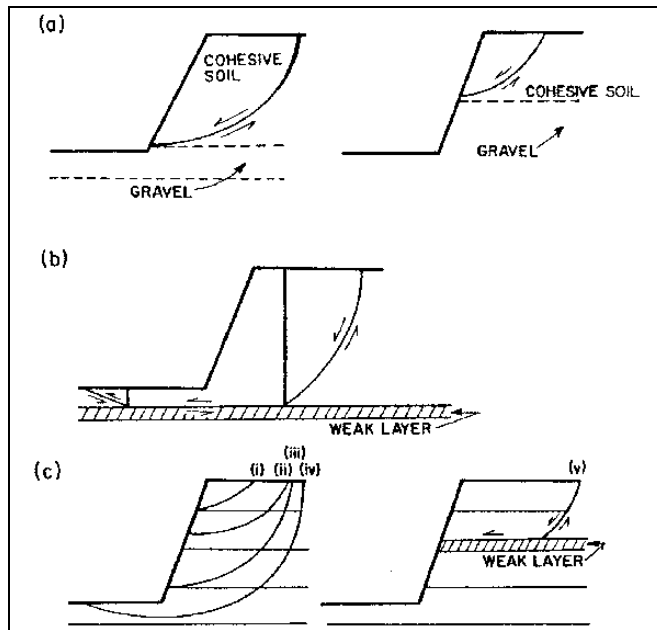 (a)
COHESIVE
SOIL
GRAVEL
COHESIVE SOIL
GRAVEL
(b)
WEAK LAYER
(c)
(iii)
(i) (ii) (iv)
(v)
WEAK LAYER